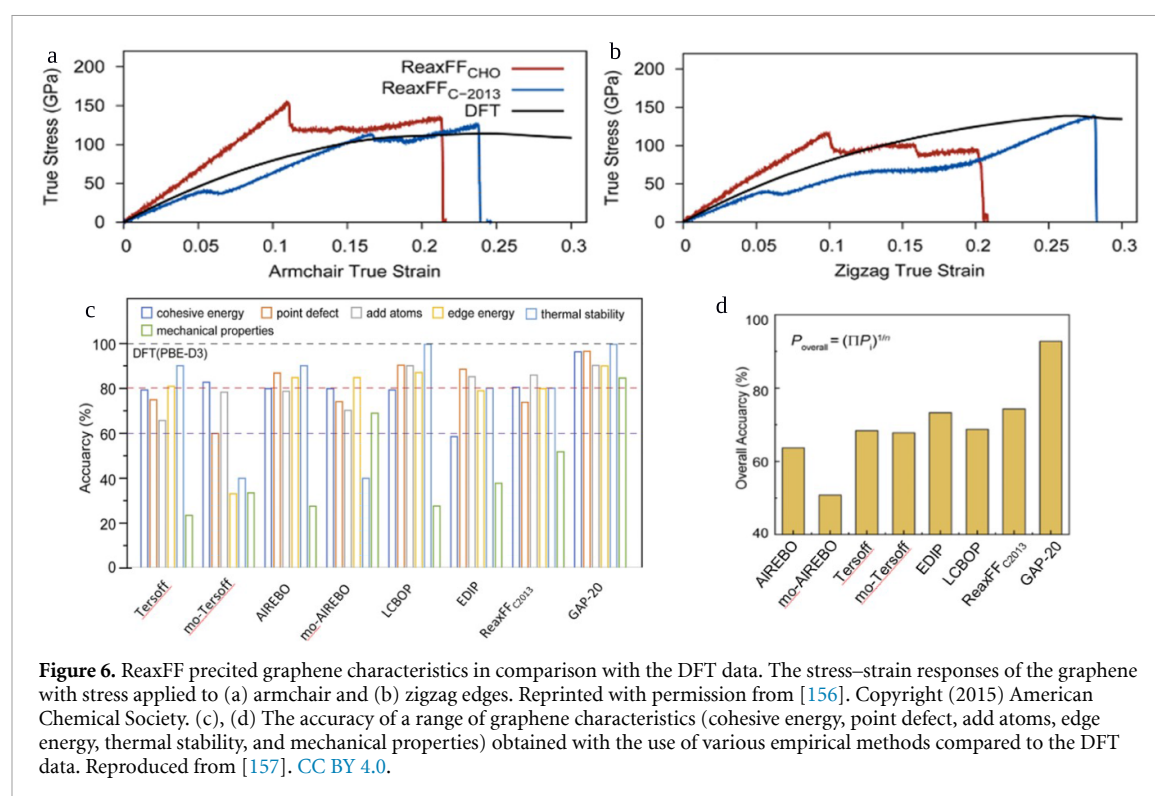 a
200
150
100
50
0
True Stress (GPa)
ReaxFFCHO
ReaxFFC−2013
DFT
0 0.05 0.1 0.15 0.2 0.25 0.3
Armchair True Strain
b
200
150
100
50
0
True Stress (GPa)
0 0.05 0.1 0.15 0.2 0.25 0.3
Zigzag True Strain
c
cohesive energy point defect add atoms edge energy thermal stability
mechanical properties
DFT(PBE-D3)
100
80
60
40
20
0
Accuarcy (%)
Tersoff
mo-Tersoff
AIREBO
mo-AIREBO
LCBOP
EDIP
ReaxFFC2013
GAP-20
d
Poverall = (ΠPi)1/n
100
80
60
40
Overall Accuarcy (%)
AIREBO
mo-AIREBO
Tersoff
mo-Tersoff
EDIP
LCBOP
ReaxFFC2013
GAP-20
Figure 6. ReaxFF precited graphene characteristics in comparison with the DFT data. The stress–strain responses of the graphene
with stress applied to (a) armchair and (b) zigzag edges. Reprinted with permission from [156]. Copyright (2015) American
Chemical Society. (c), (d) The accuracy of a range of graphene characteristics (cohesive energy, point defect, add atoms, edge
energy, thermal stability, and mechanical properties) obtained with the use of various empirical methods compared to the DFT
data. Reproduced from [157]. CC BY 4.0.